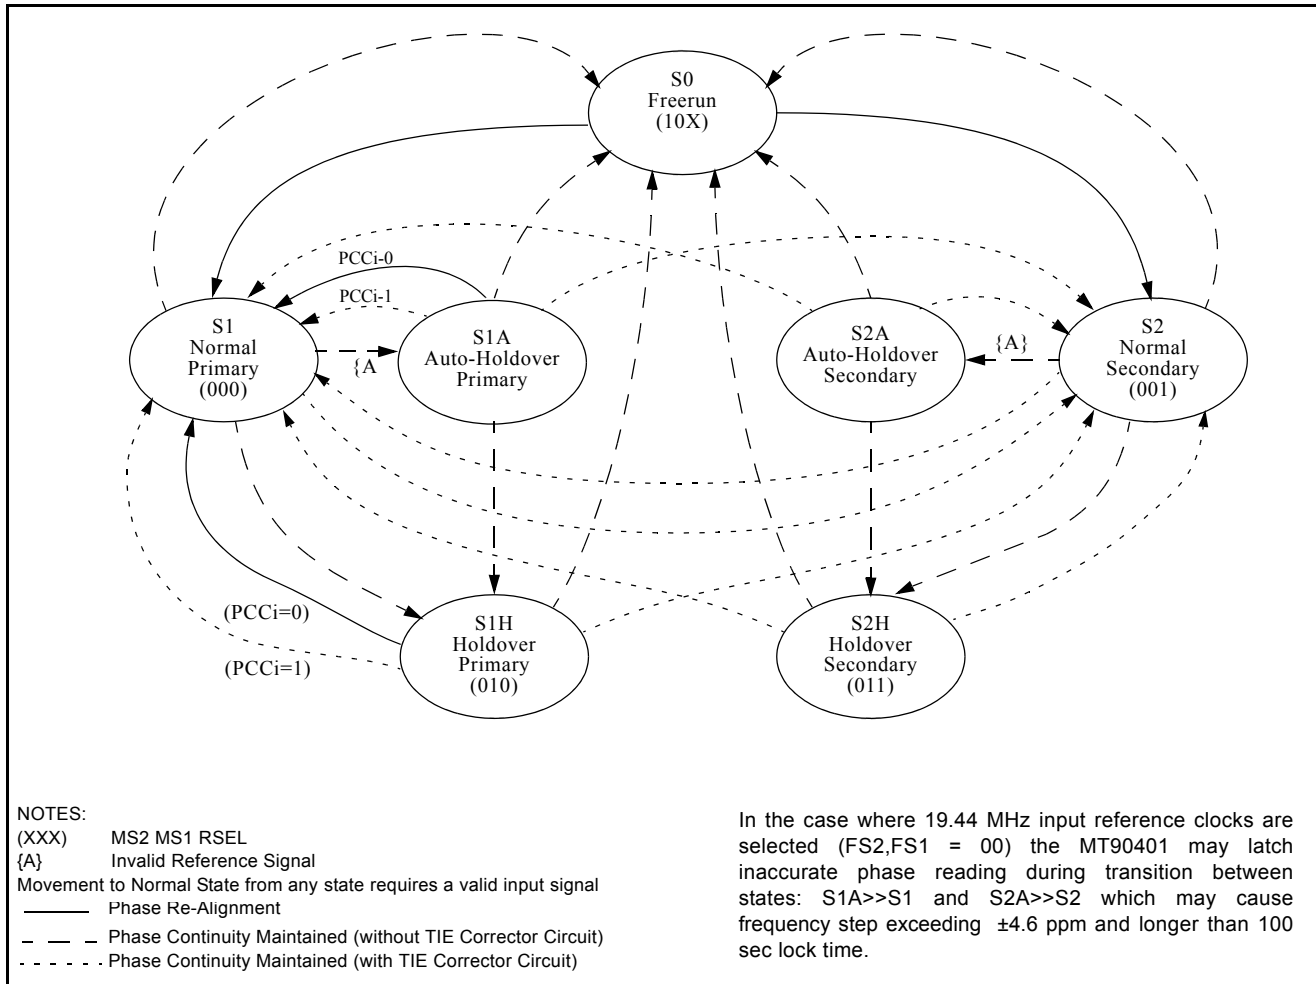 S0
Freerun
(10X)
PCCi-0
PCCi-1
S1
Normal
Primary
(000)
{A
S1A
Auto-Holdover
Primary
S2A
Auto-Holdover
Secondary
{A}
S2
Normal
Secondary
(001)
(PCCi=0)
(PCCi=1)
S1H
Holdover
Primary
(010)
S2H
Holdover
Secondary
(011)
NOTES:
(XXX) MS2 MS1 RSEL
{A} Invalid Reference Signal
Movement to Normal State from any state requires a valid input signal
Phase Re-Alignment
Phase Continuity Maintained (without TIE Corrector Circuit)
Phase Continuity Maintained (with TIE Corrector Circuit)
In the case where 19.44 MHz input reference clocks are
selected (FS2,FS1 = 00) the MT90401 may latch
inaccurate phase reading during transition between
states: S1A>>S1 and S2A>>S2 which may cause
frequency step exceeding ±4.6 ppm and longer than 100
sec lock time.